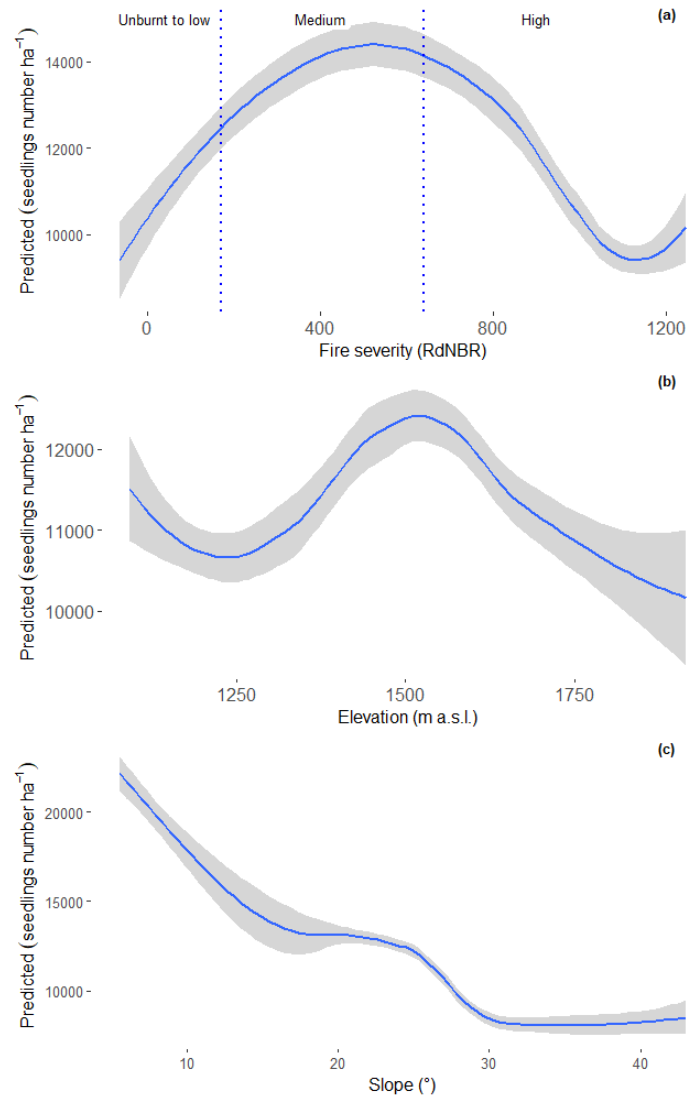 Unburnt to low Medium High (a)
14000
12000
10000
Predicted (seedlings number ha⁻¹)
0 400 800 1200
Fire severity (RdNBR)
(b)
12000
11000
10000
Predicted (seedlings number ha⁻¹)
1250 1500 1750
Elevation (m a.s.l.)
(c)
20000
15000
10000
Predicted (seedlings number ha⁻¹)
10 20 30 40
Slope (°)